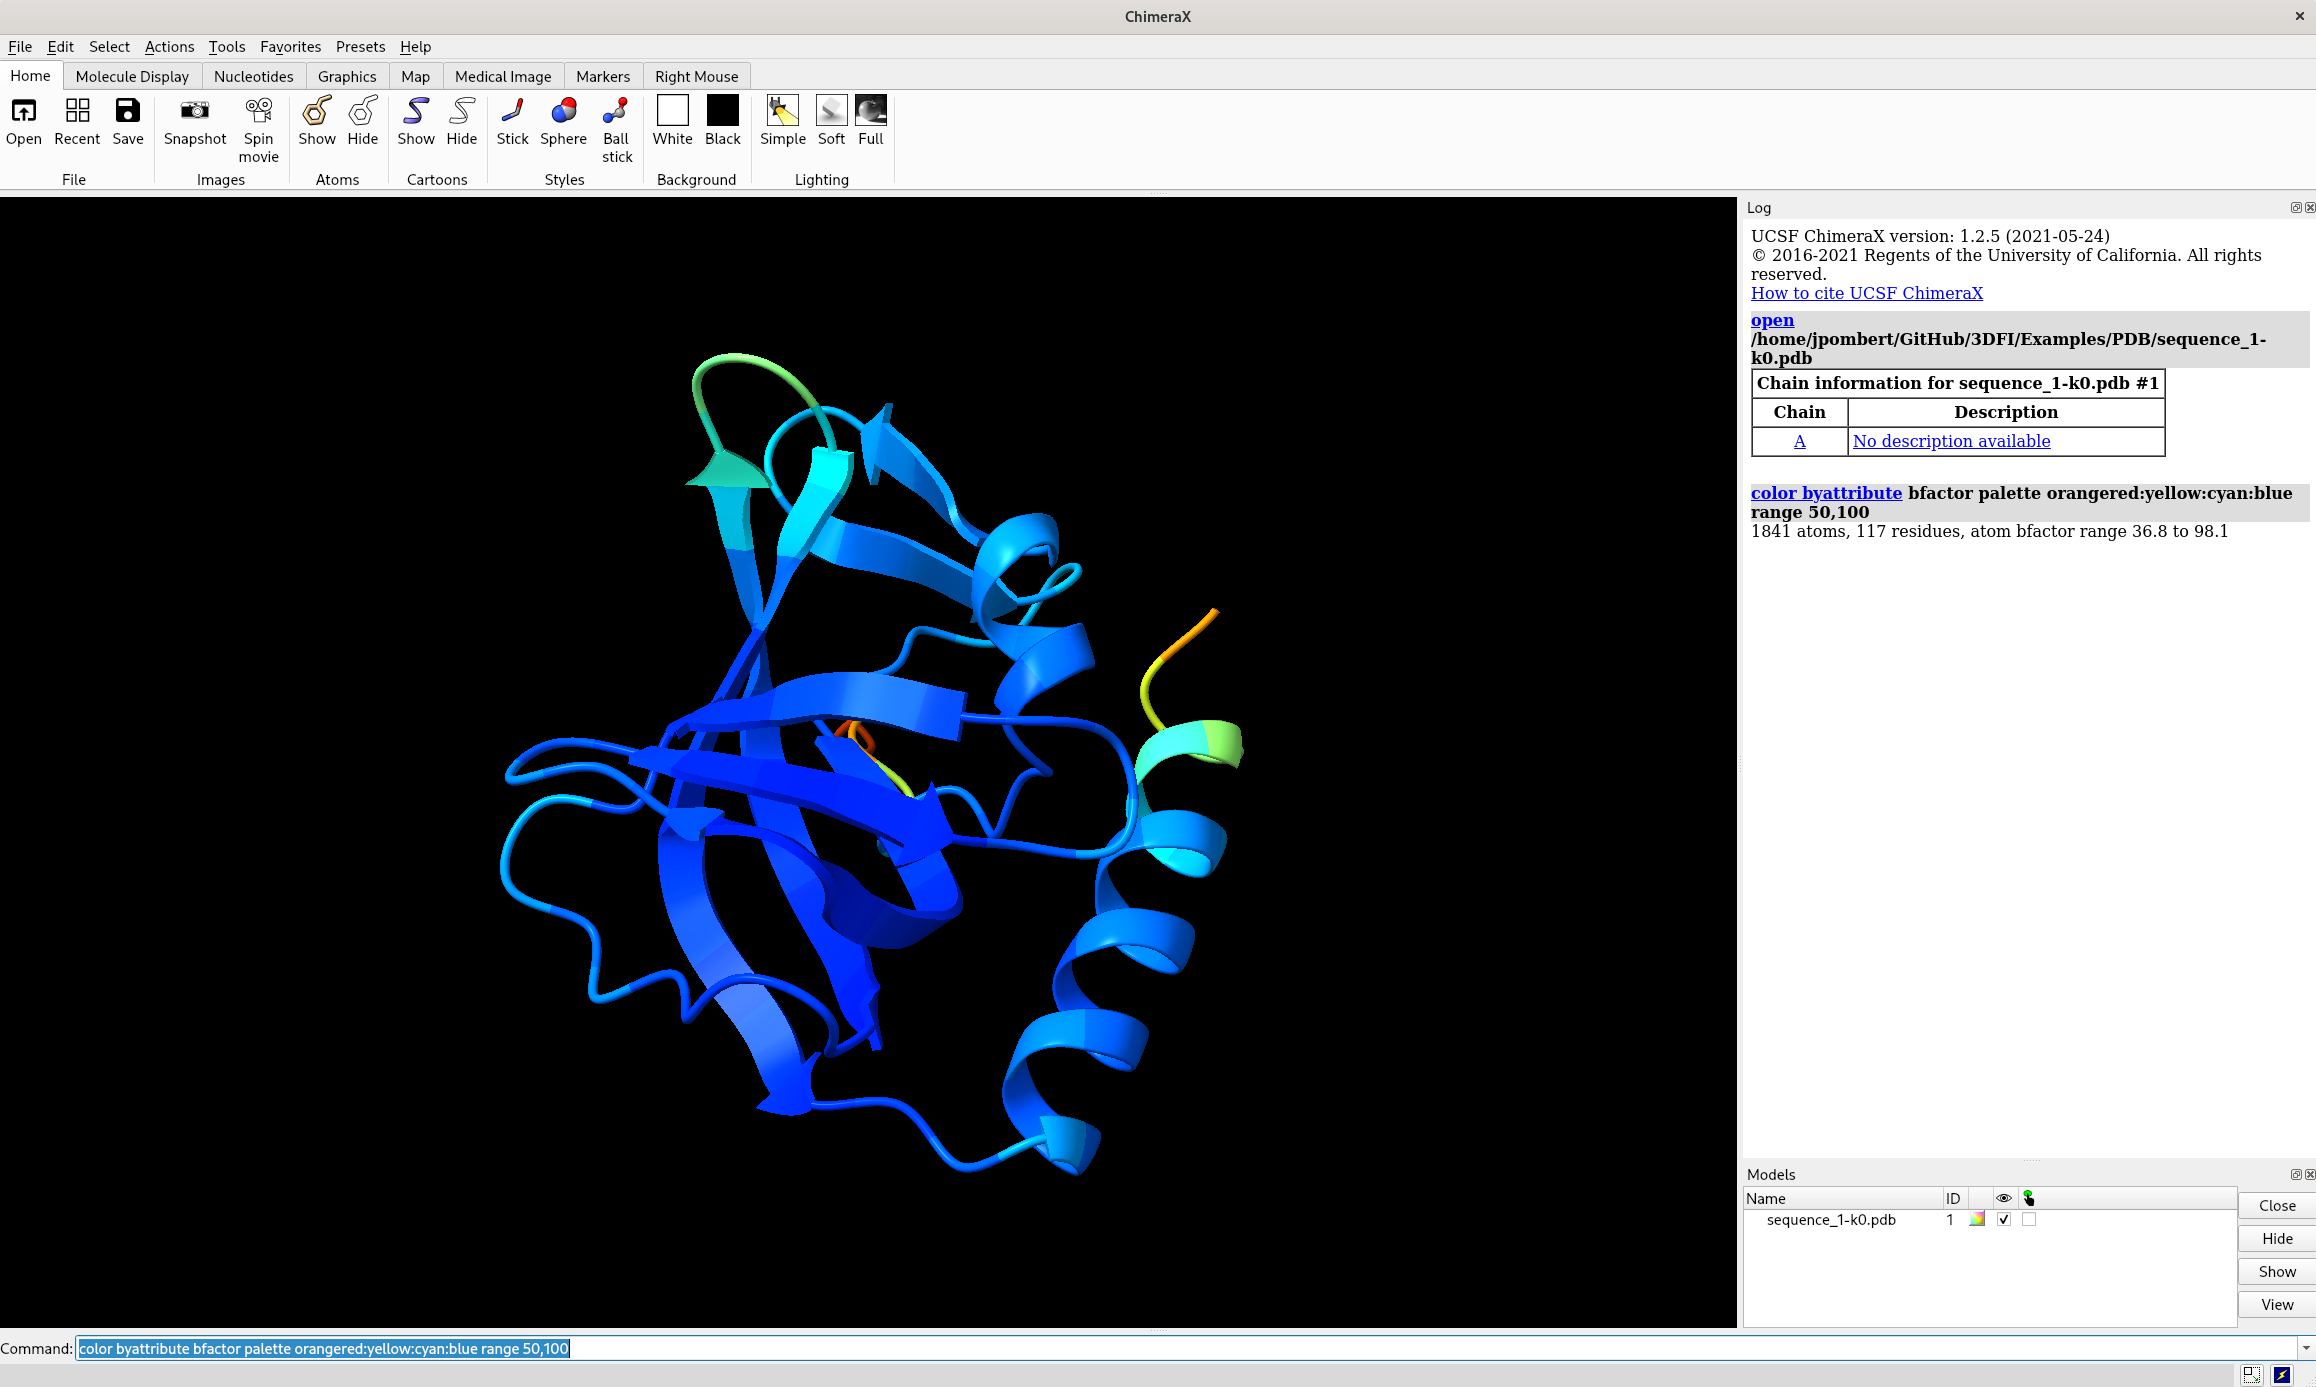 ChimeraX
File Edit Select Actions Tools Favorites Presets Help
Home Molecule Display Nucleotides Graphics Map Medical Image Markers Right Mouse
Open Recent Save Snapshot Spin movie Show Hide Show Hide Stick Sphere Ball stick White Black Simple Soft Full
File Images Atoms Cartoons Styles Background Lighting
Log
UCSF ChimeraX version: 1.2.5 (2021-05-24)
© 2016-2021 Regents of the University of California. All rights
reserved.
How to cite UCSF ChimeraX
open
/home/jpombert/GitHub/3DFI/Examples/PDB/sequence_1-
k0.pdb
Chain information for sequence_1-k0.pdb #1
Chain Description
A No description available
color byattribute bfactor palette orangered:yellow:cyan:blue
range 50,100
1841 atoms, 117 residues, atom bfactor range 36.8 to 98.1
Models
Name ID
sequence_1-k0.pdb 1
Close
Hide
Show
View
Command: color byattribute bfactor palette orangered:yellow:cyan:blue range 50,100